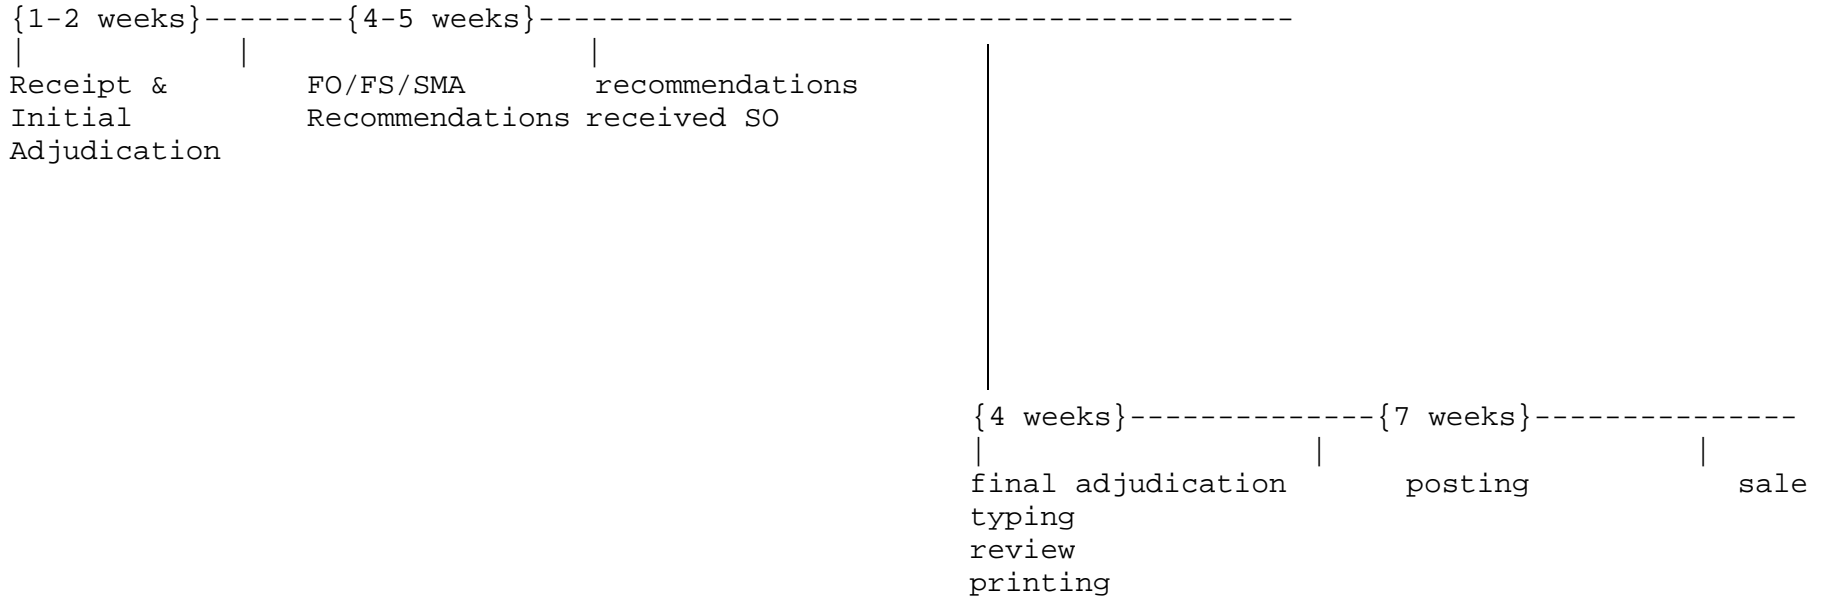 {1-2 weeks}--------{4-5 weeks}--------------------------------------------
| | |
Receipt & FO/FS/SMA recommendations
Initial Recommendations received SO
Adjudication
{4 weeks}--------------{7 weeks}---------------
| | |
final adjudication posting sale
typing
review
printing